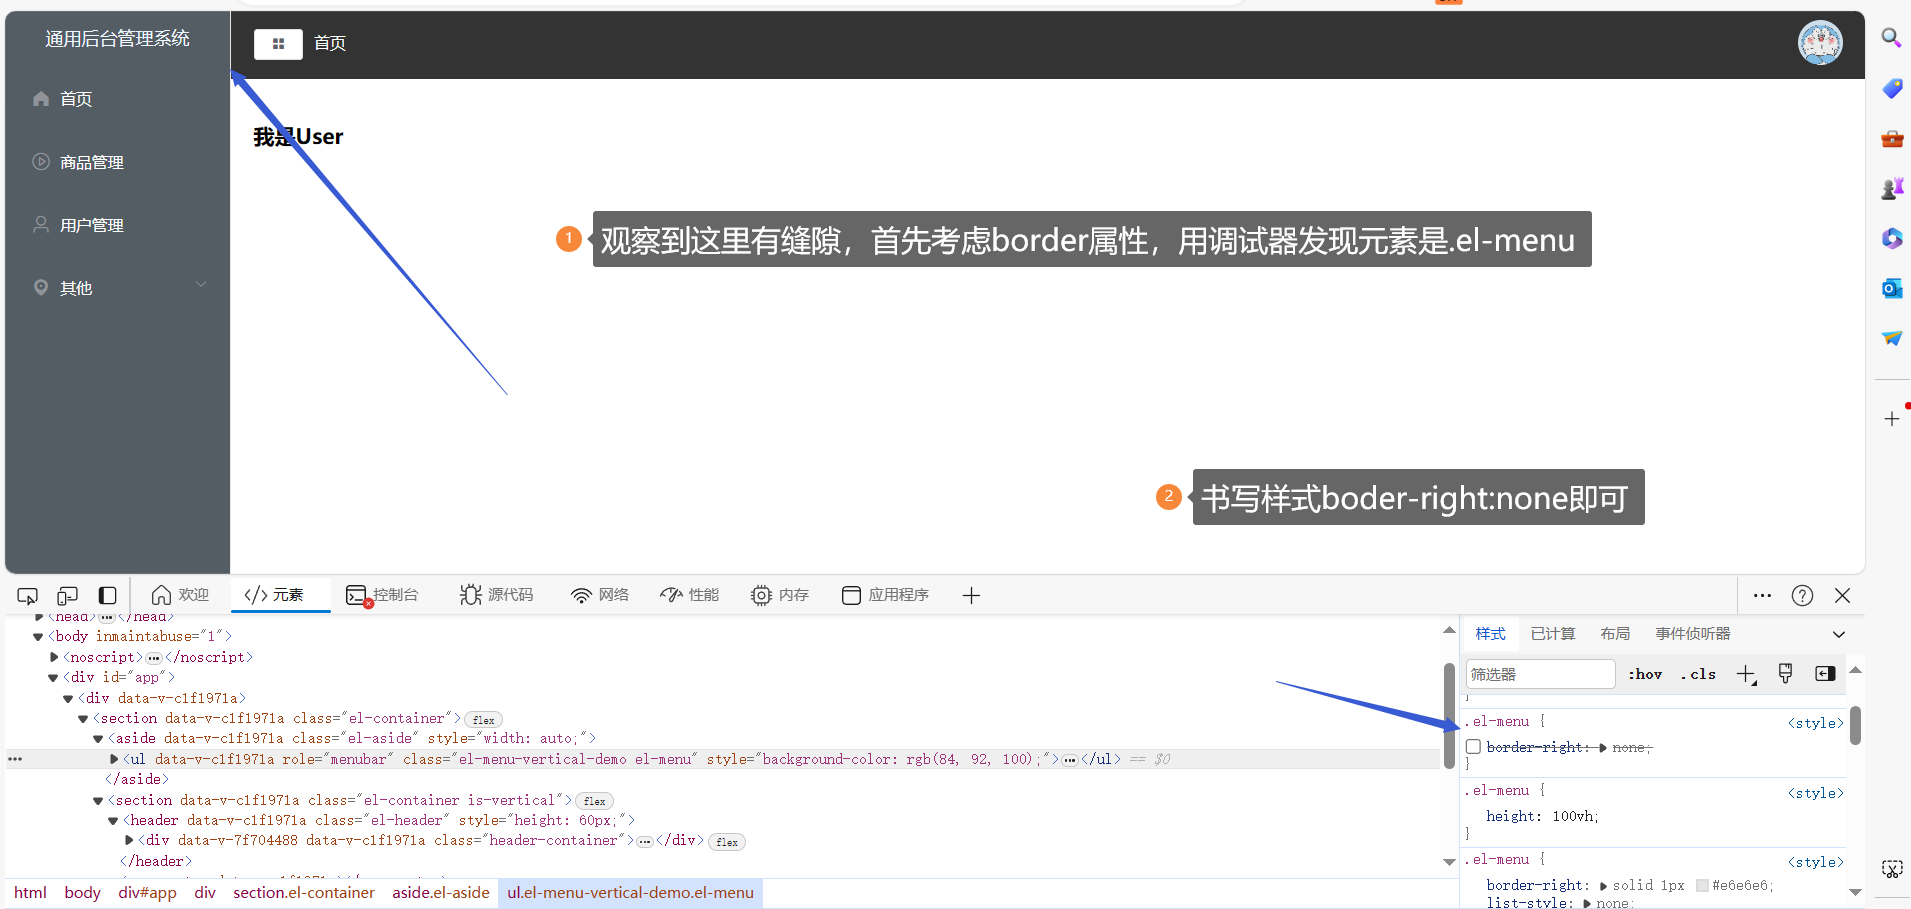 通用后台管理系统
首页
首页
商品管理
用户管理
其他
我是User
1 观察到这里有缝隙，首先考虑border属性，用调试器发现元素是.el-menu
2 书写样式boder-right:none即可
欢迎 </> 元素 控制台 源代码 网络 性能 内存 应用程序
<head> ... </head>
<body inmaintabuse="1">
<noscript> ... </noscript>
<div id="app">
<div data-v-c1f1971a>
<section data-v-c1f1971a class="el-container"> flex
<aside data-v-c1f1971a class="el-aside" style="width: auto;">
<ul data-v-c1f1971a role="menubar" class="el-menu-vertical-demo el-menu" style="background-color: rgb(84, 92, 100);"> ... </ul> == $0
</aside>
<section data-v-c1f1971a class="el-container is-vertical"> flex
<header data-v-c1f1971a class="el-header" style="height: 60px;">
<div data-v-7f704488 data-v-c1f1971a class="header-container"> ... </div> flex
</header>
html body div#app div section.el-container aside.el-aside ul.el-menu-vertical-demo.el-menu
样式 已计算 布局 事件侦听器
筛选器 :hov .cls
}
.el-menu { <style>
border-right: none;
}
.el-menu { <style>
height: 100vh;
}
.el-menu { <style>
border-right: solid 1px #e6e6e6;
list-style: none;